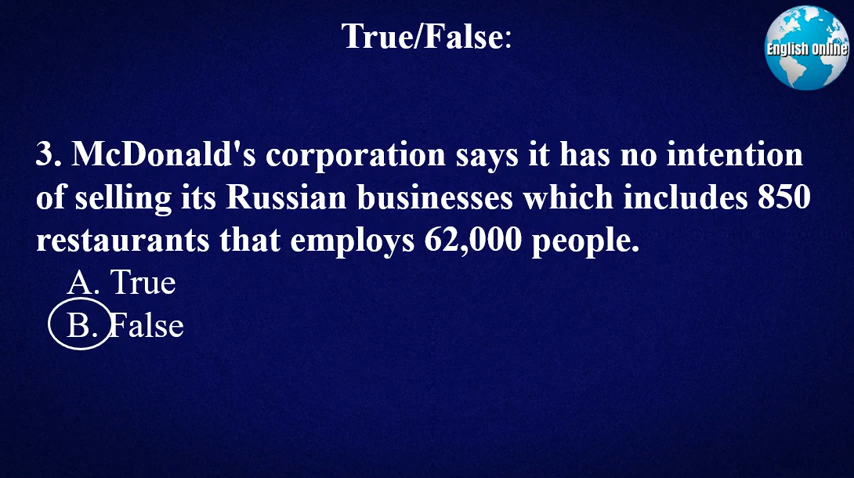 True/False:
English Online
3. McDonald's corporation says it has no intention
of selling its Russian businesses which includes 850
restaurants that employs 62,000 people.
A. True
B. False